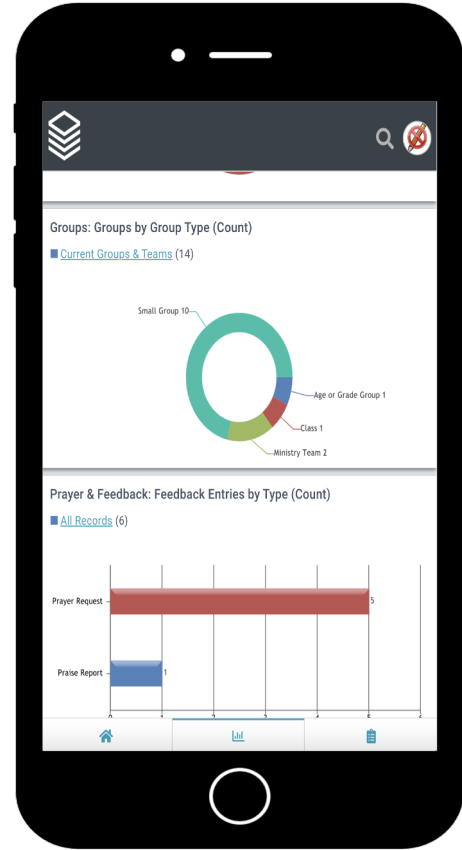 Groups: Groups by Group Type (Count)
Current Groups & Teams (14)
Small Group 10
Age or Grade Group 1
Class 1
Ministry Team 2
Prayer & Feedback: Feedback Entries by Type (Count)
All Records (6)
Prayer Request
5
Praise Report
1